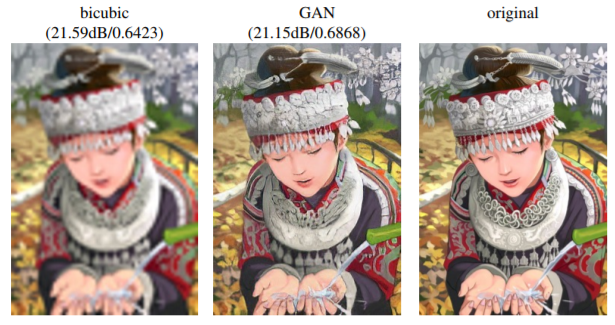 bicubic
(21.59dB/0.6423)
GAN
(21.15dB/0.6868)
original